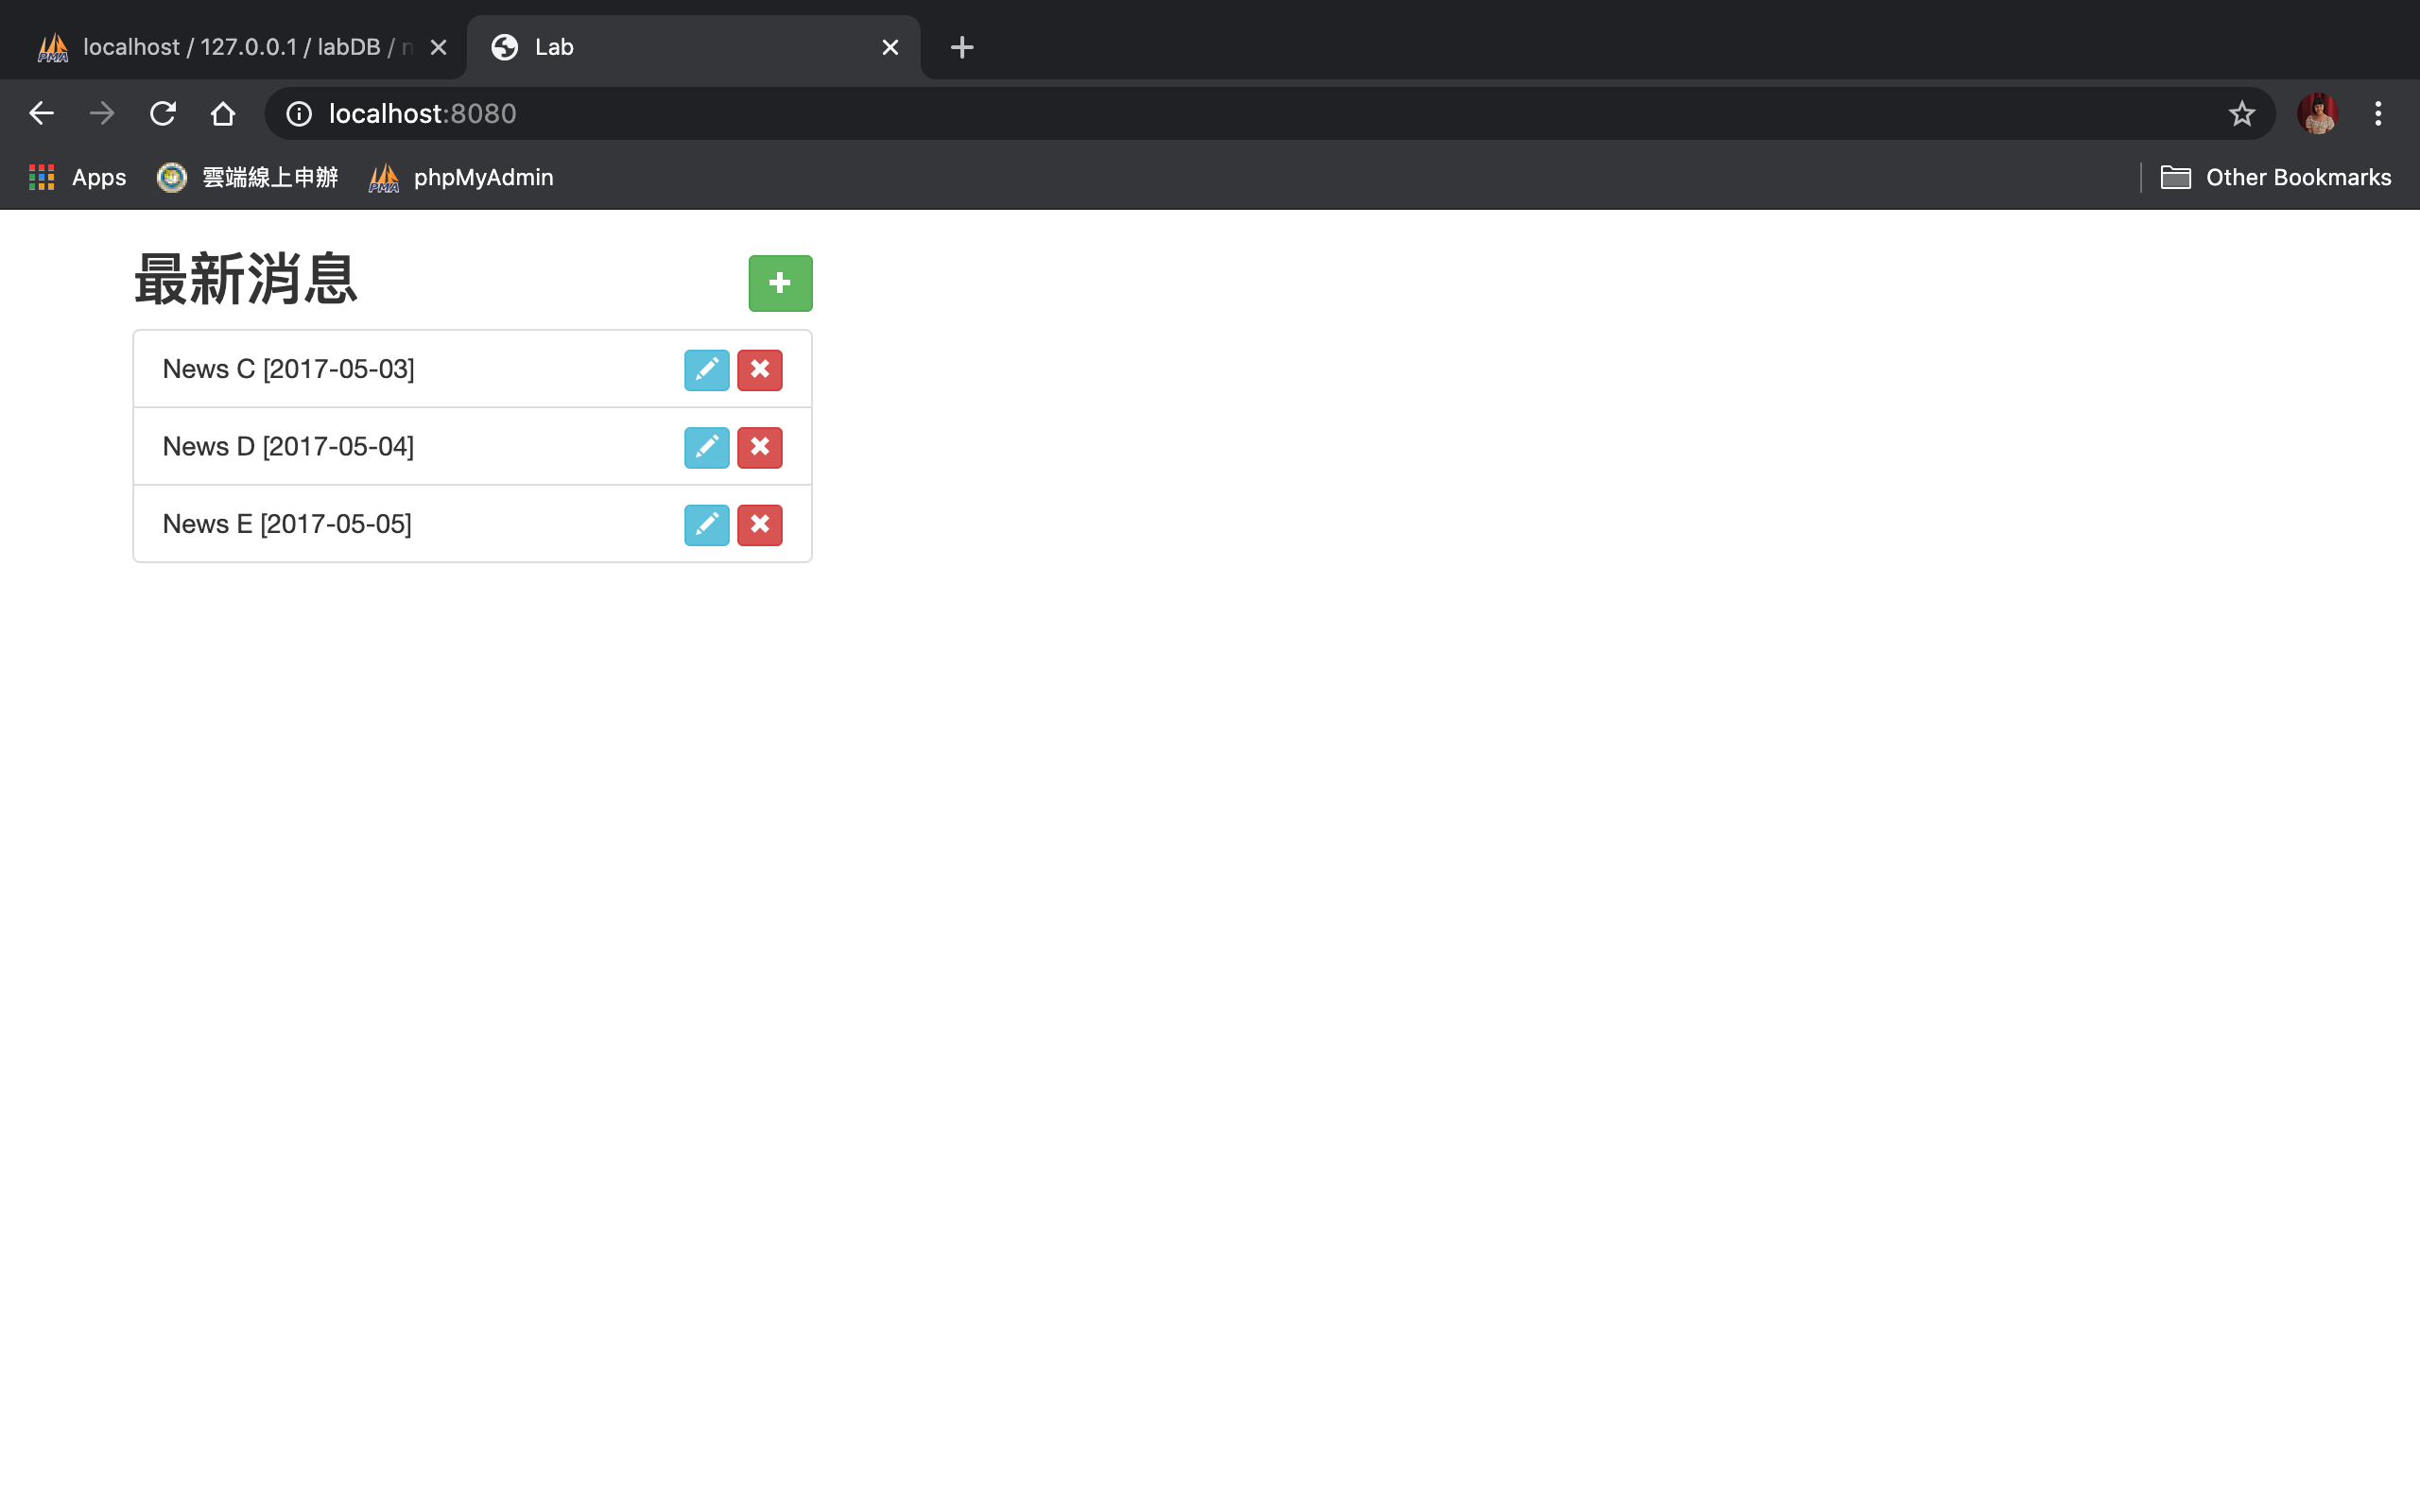 localhost / 127.0.0.1 / labDB / n
Lab
localhost:8080
Apps
雲端線上申辦
phpMyAdmin
Other Bookmarks
最新消息
News C [2017-05-03]
News D [2017-05-04]
News E [2017-05-05]